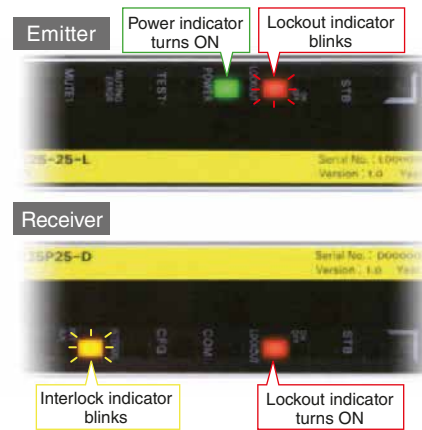 Emitter
Power indicator
turns ON
Lockout indicator
blinks
POWER
TEST
STB
25-25-L
Serial No. :
Version : 1.0
Receiver
25P25-D
Serial No. :
Version : 1.0
CFG
COM
LOCKOUT
STB
Interlock indicator
blinks
Lockout indicator
turns ON